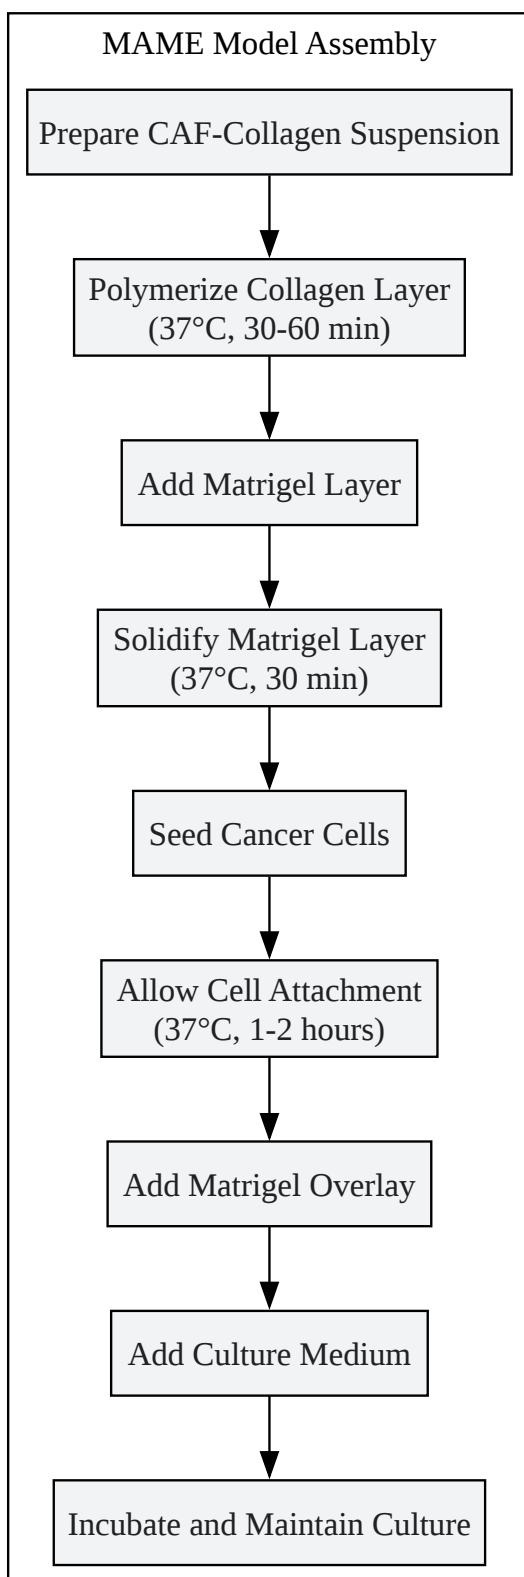 MAME Model Assembly
Prepare CAF-Collagen Suspension
Polymerize Collagen Layer
(37°C, 30-60 min)
Add Matrigel Layer
Solidify Matrigel Layer
(37°C, 30 min)
Seed Cancer Cells
Allow Cell Attachment
(37°C, 1-2 hours)
Add Matrigel Overlay
Add Culture Medium
Incubate and Maintain Culture